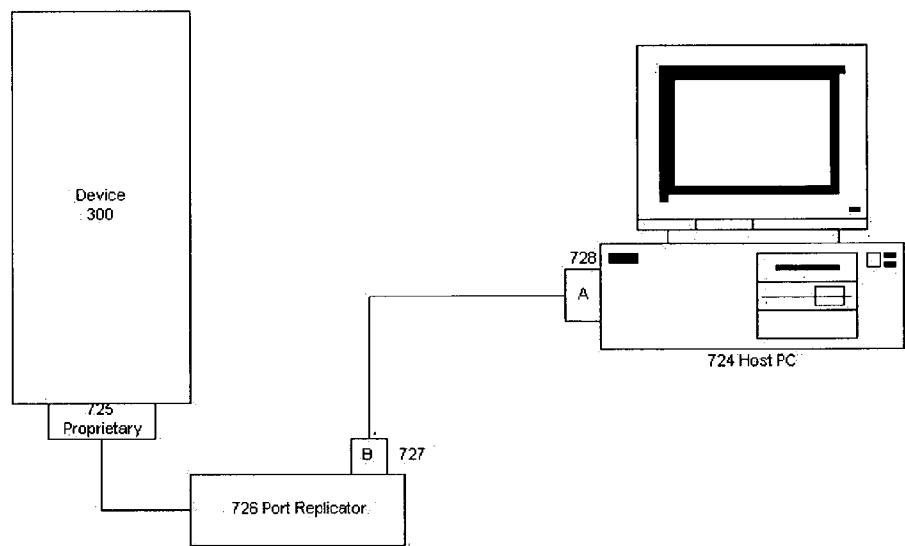 Device
300
725
Proprietary
728
A
724 Host PC
B
727
726 Port Replicator